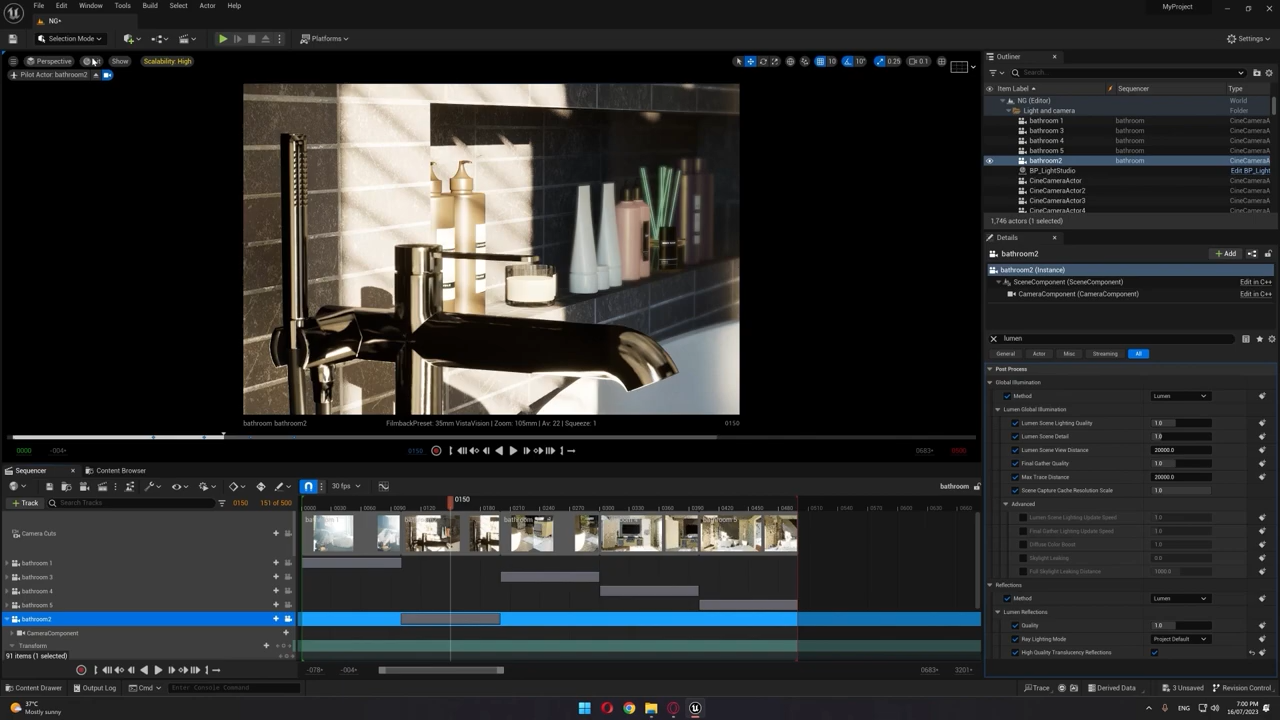 File Edit Window Tools Build Select Actor Help
MyProject
NG•
Selection Mode
Platforms
Settings
Perspective
Lit
Show
Scalability: High
10
10°
0.25
0.1
Pilot Actor: bathroom2
bathroom bathroom2
FilmbackPreset: 35mm VistaVision | Zoom: 105mm | Av: 22 | Squeeze: 1
0150
0000
-004+
0150
0683+
0500
Sequencer
Content Browser
30 fps
bathroom
+ Track
Search Tracks
0150
151 of 500
0150
Camera Cuts
bathroom 1
bathroom 3
bathroom 4
bathroom 5
bathroom2
CameraComponent
Transform
91 items (1 selected)
-078+
-004+
0683+
3201+
Content Drawer
Output Log
Cmd
Enter Console Command
Trace
Derived Data
3 Unsaved
Revision Control
Outliner
Search...
Item Label
Sequencer
Type
NG (Editor)
World
Light and camera
Folder
bathroom 1
bathroom
CineCameraA
bathroom 3
bathroom
CineCameraA
bathroom 4
bathroom
CineCameraA
bathroom 5
bathroom
CineCameraA
bathroom2
bathroom
CineCameraA
BP_LightStudio
Edit BP_Light
CineCameraActor
CineCameraA
CineCameraActor2
CineCameraA
CineCameraActor3
CineCameraA
CineCameraActor4
CineCameraA
1,746 actors (1 selected)
Details
bathroom2
+ Add
bathroom2 (Instance)
SceneComponent (SceneComponent)
Edit in C++
CameraComponent (CameraComponent)
Edit in C++
lumen
General
Actor
Misc
Streaming
All
Post Process
Global Illumination
Method
Lumen
Lumen Global Illumination
Lumen Scene Lighting Quality
1.0
Lumen Scene Detail
1.0
Lumen Scene View Distance
20000.0
Final Gather Quality
1.0
Max Trace Distance
20000.0
Scene Capture Cache Resolution Scale
1.0
Advanced
Lumen Scene Lighting Update Speed
1.0
Final Gather Lighting Update Speed
1.0
Diffuse Color Boost
1.0
Skylight Leaking
0.0
Full Skylight Leaking Distance
1000.0
Reflections
Method
Lumen
Lumen Reflections
Quality
1.0
Ray Lighting Mode
Project Default
High Quality Translucency Reflections
37°C
Mostly sunny
ENG
7:00 PM
16/07/2023